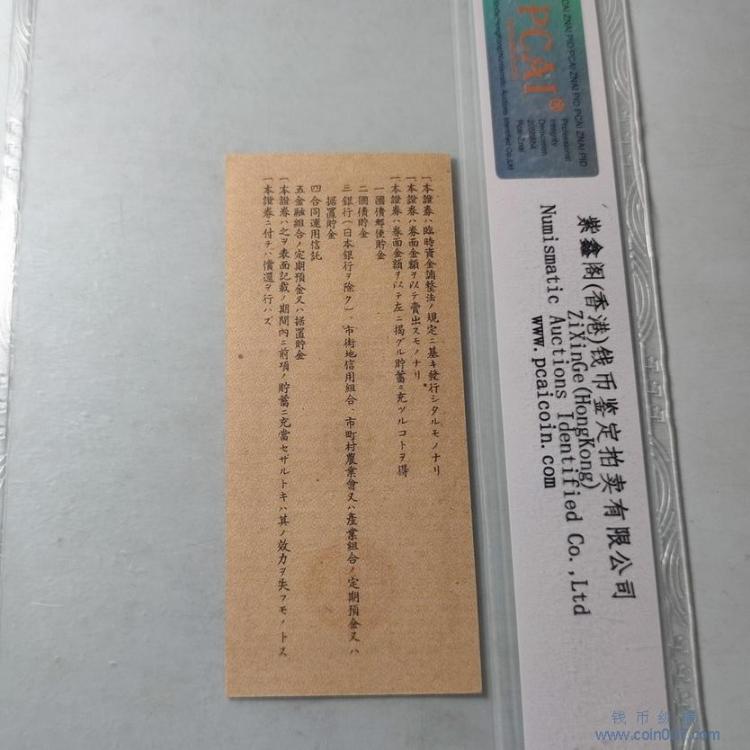 一本證券ハ臨時資金調整法ノ規定ニ基キ發行シタルモノナリ
一本證券ハ券面金額ヲ以テ賣出スモノナリ
一本證券ハ券面金額ヲ以テ左ニ揭グル貯蓄ニ充ツルコトヲ得
一國債郵便貯金
二國債貯金
三銀行(日本銀行ヲ除ク)、市街地信用組合、市町村農業會又ハ產業組合ノ定期預金又ハ
据置貯金
四合同運用信託
五金融組合ノ定期預金又ハ据置貯金
一本證券ハ之ヲ表面記載ノ期間內ニ前項ノ貯蓄ニ充當セザルトキハ其ノ效力ヲ失フモノトス
一本證券ニ付テハ償還ヲ行ハズ
PCAI®
Professional
Integrity
Dedication
紫鑫阁(香港)钱币鉴定拍卖有限公司
ZiXinGe(HongKong)
Numismatic Auctions Identified Co.,Ltd
www.pcaicoin.com
钱币纵横